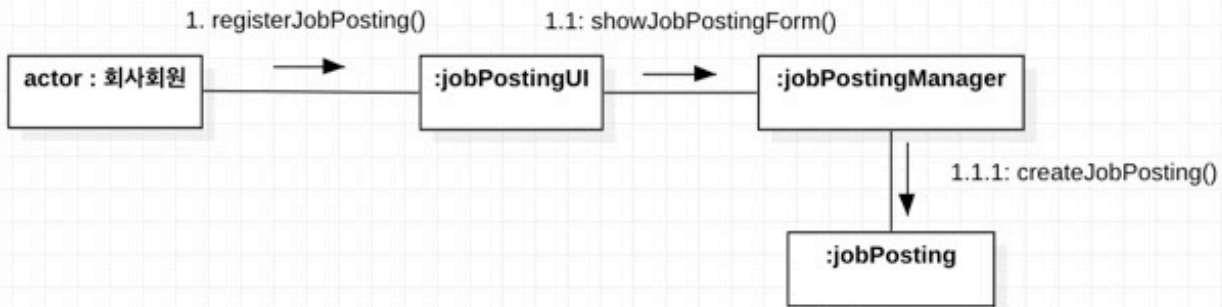 1. registerJobPosting()
1.1: showJobPostingForm()
actor : 회사회원
:jobPostingUI
:jobPostingManager
1.1.1: createJobPosting()
:jobPosting